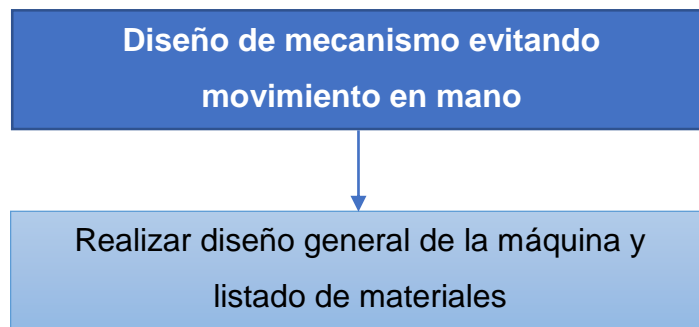 Diseño de mecanismo evitando
movimiento en mano
Realizar diseño general de la máquina y
listado de materiales